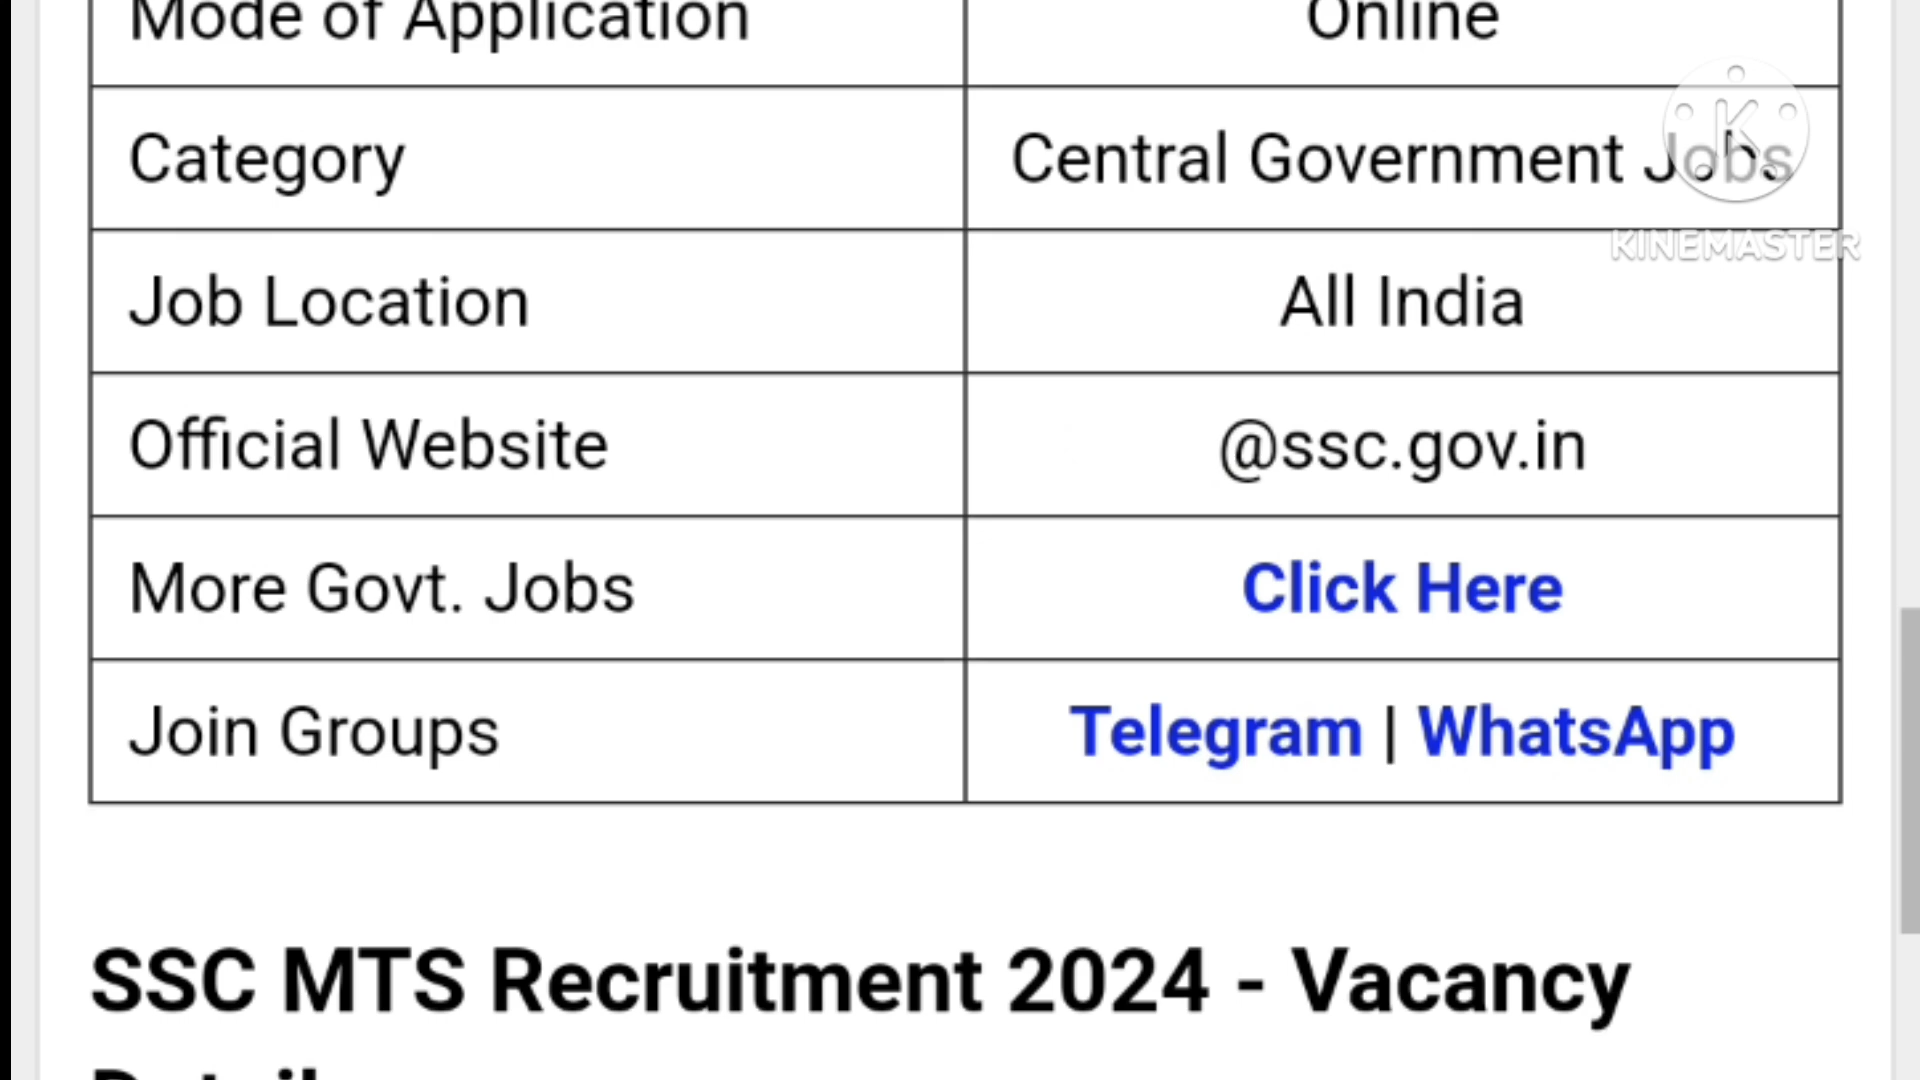 Mode of Application Online
Category Central Government Jobs
K
KINEMASTER
Job Location All India
Official Website @ssc.gov.in
More Govt. Jobs Click Here
Join Groups Telegram | WhatsApp
SSC MTS Recruitment 2024 - Vacancy